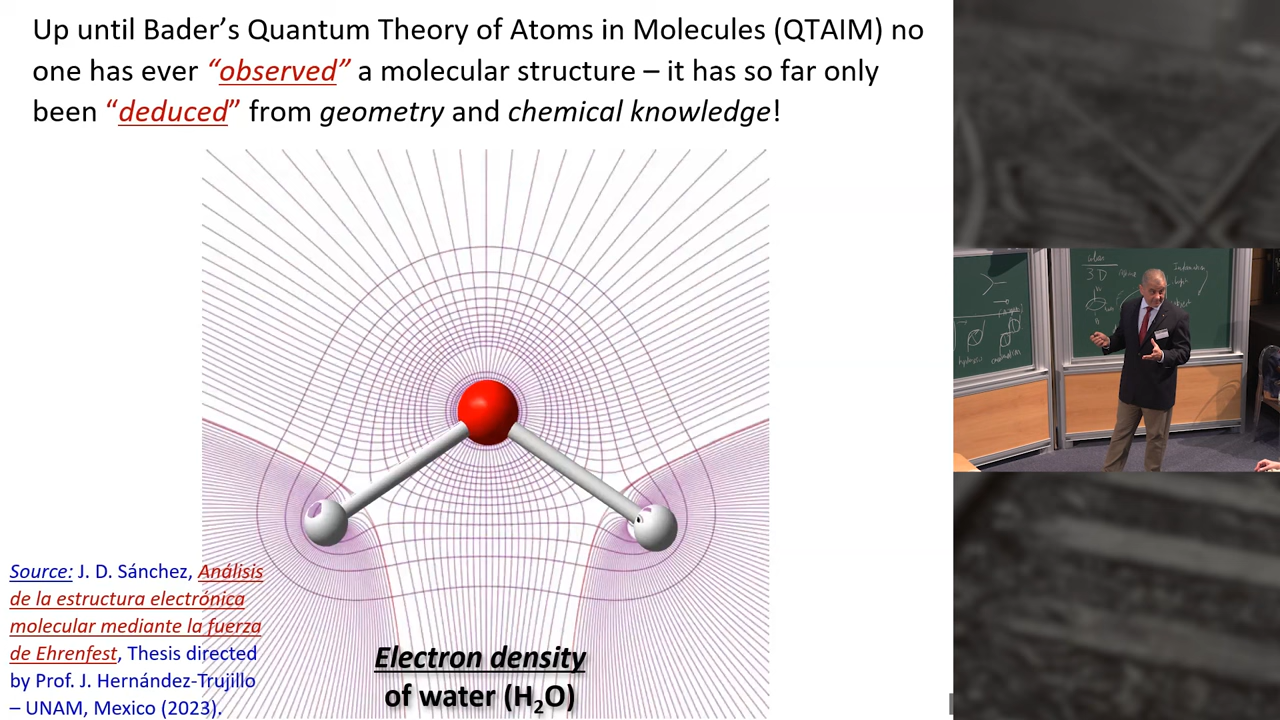 Up until Bader’s Quantum Theory of Atoms in Molecules (QTAIM) no
one has ever “observed” a molecular structure – it has so far only
been “deduced” from geometry and chemical knowledge!
Source: J. D. Sánchez, Análisis
de la estructura electrónica
molecular mediante la fuerza
de Ehrenfest, Thesis directed
by Prof. J. Hernández-Trujillo
– UNAM, Mexico (2023).
Electron density
of water (H₂O)
3D